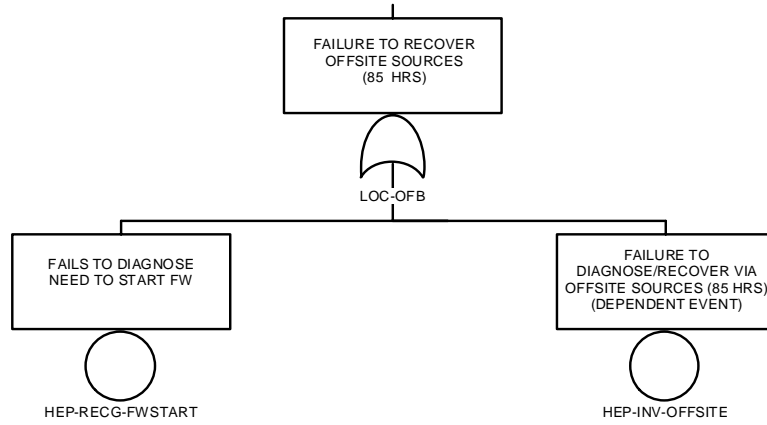 FAILURE TO RECOVER
OFFSITE SOURCES
(85 HRS)
LOC-OFB
FAILS TO DIAGNOSE
NEED TO START FW
HEP-RECG-FWSTART
FAILURE TO
DIAGNOSE/RECOVER VIA
OFFSITE SOURCES (85 HRS)
(DEPENDENT EVENT)
HEP-INV-OFFSITE